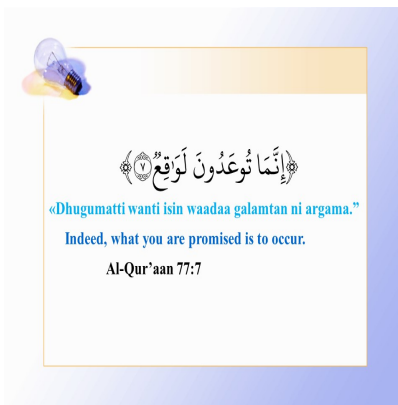 ﴿إِنَّمَا تُوعَدُونَ لَوَٰقِعٌ ٧﴾
«Dhugumatti wanti isin waadaa galamtan ni argama.”
Indeed, what you are promised is to occur.
Al-Qur’aan 77:7